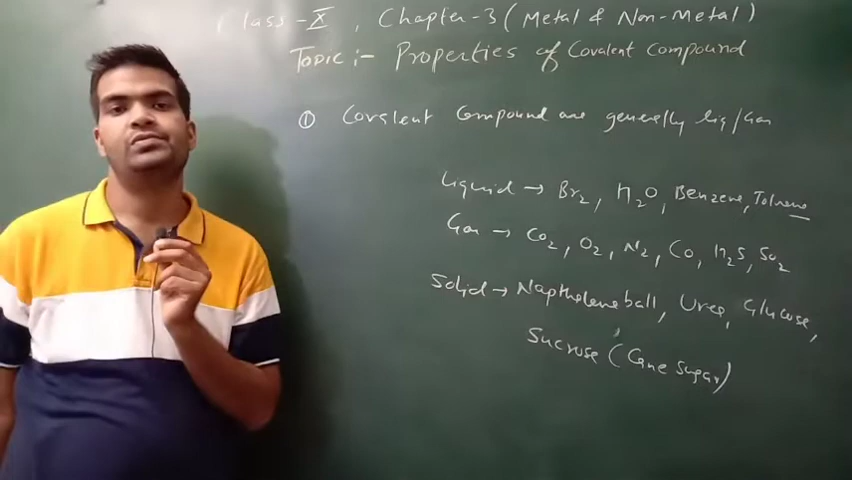 Class-X, Chapter-3 (Metal & Non-Metal)
Topic :- Properties of Covalent Compound
① Covalent Compound are generally liq/Gas
Liquid → Br2, H2O, Benzene, Toluene
Gas → CO2, O2, N2, CO, H2S, SO2
Solid → Napthelene ball, Urea, Glucose,
Sucrose (Cane sugar)